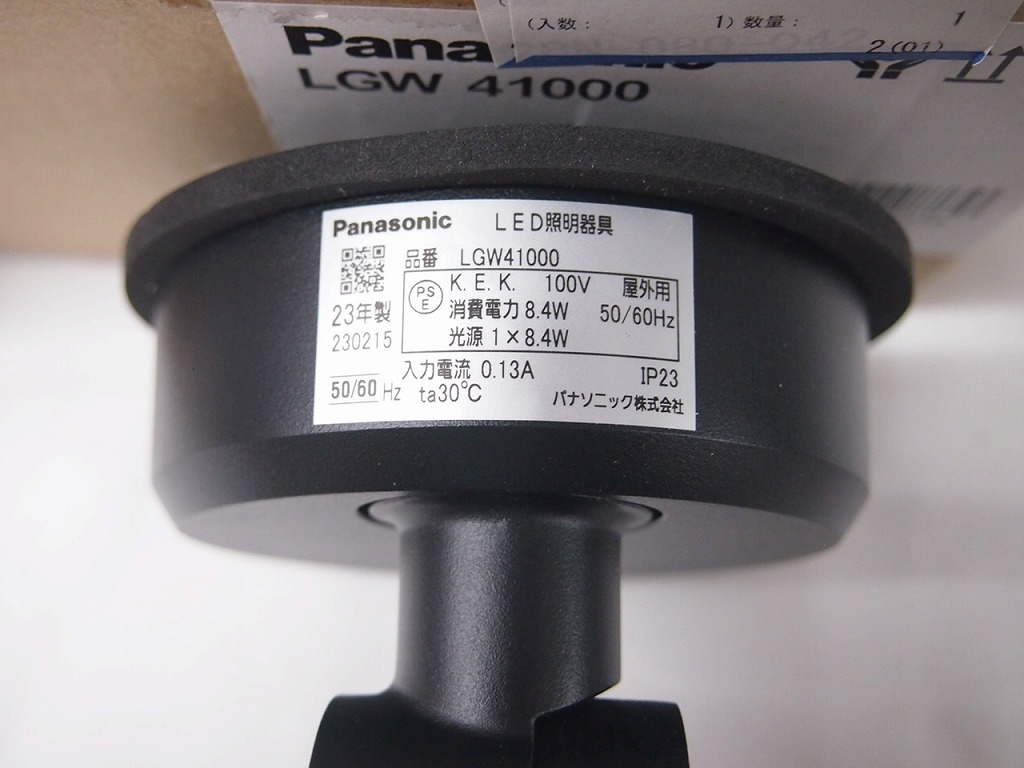 (入数: 1) 数量: 1
2(01)
Panasonic
LGW 41000
Panasonic LED照明器具
品番 LGW41000
PS
E
K.E.K. 100V 屋外用
消費電力 8.4W 50/60Hz
光源 1×8.4W
23年製
230215
入力電流 0.13A IP23
50/60 Hz ta30℃ パナソニック株式会社